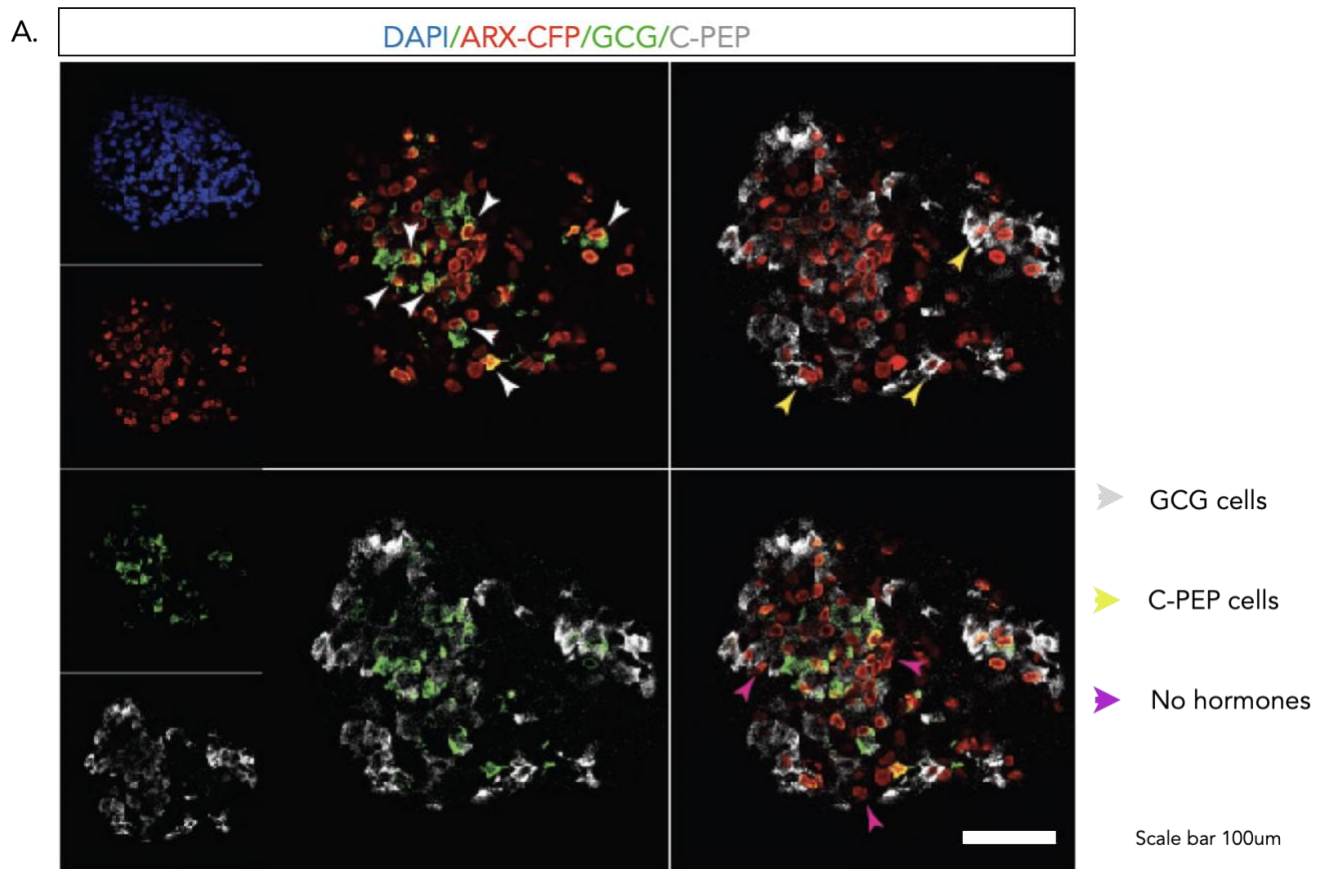 A.
DAPI/ARX-CFP/GCG/C-PEP
GCG cells
C-PEP cells
No hormones
Scale bar 100um